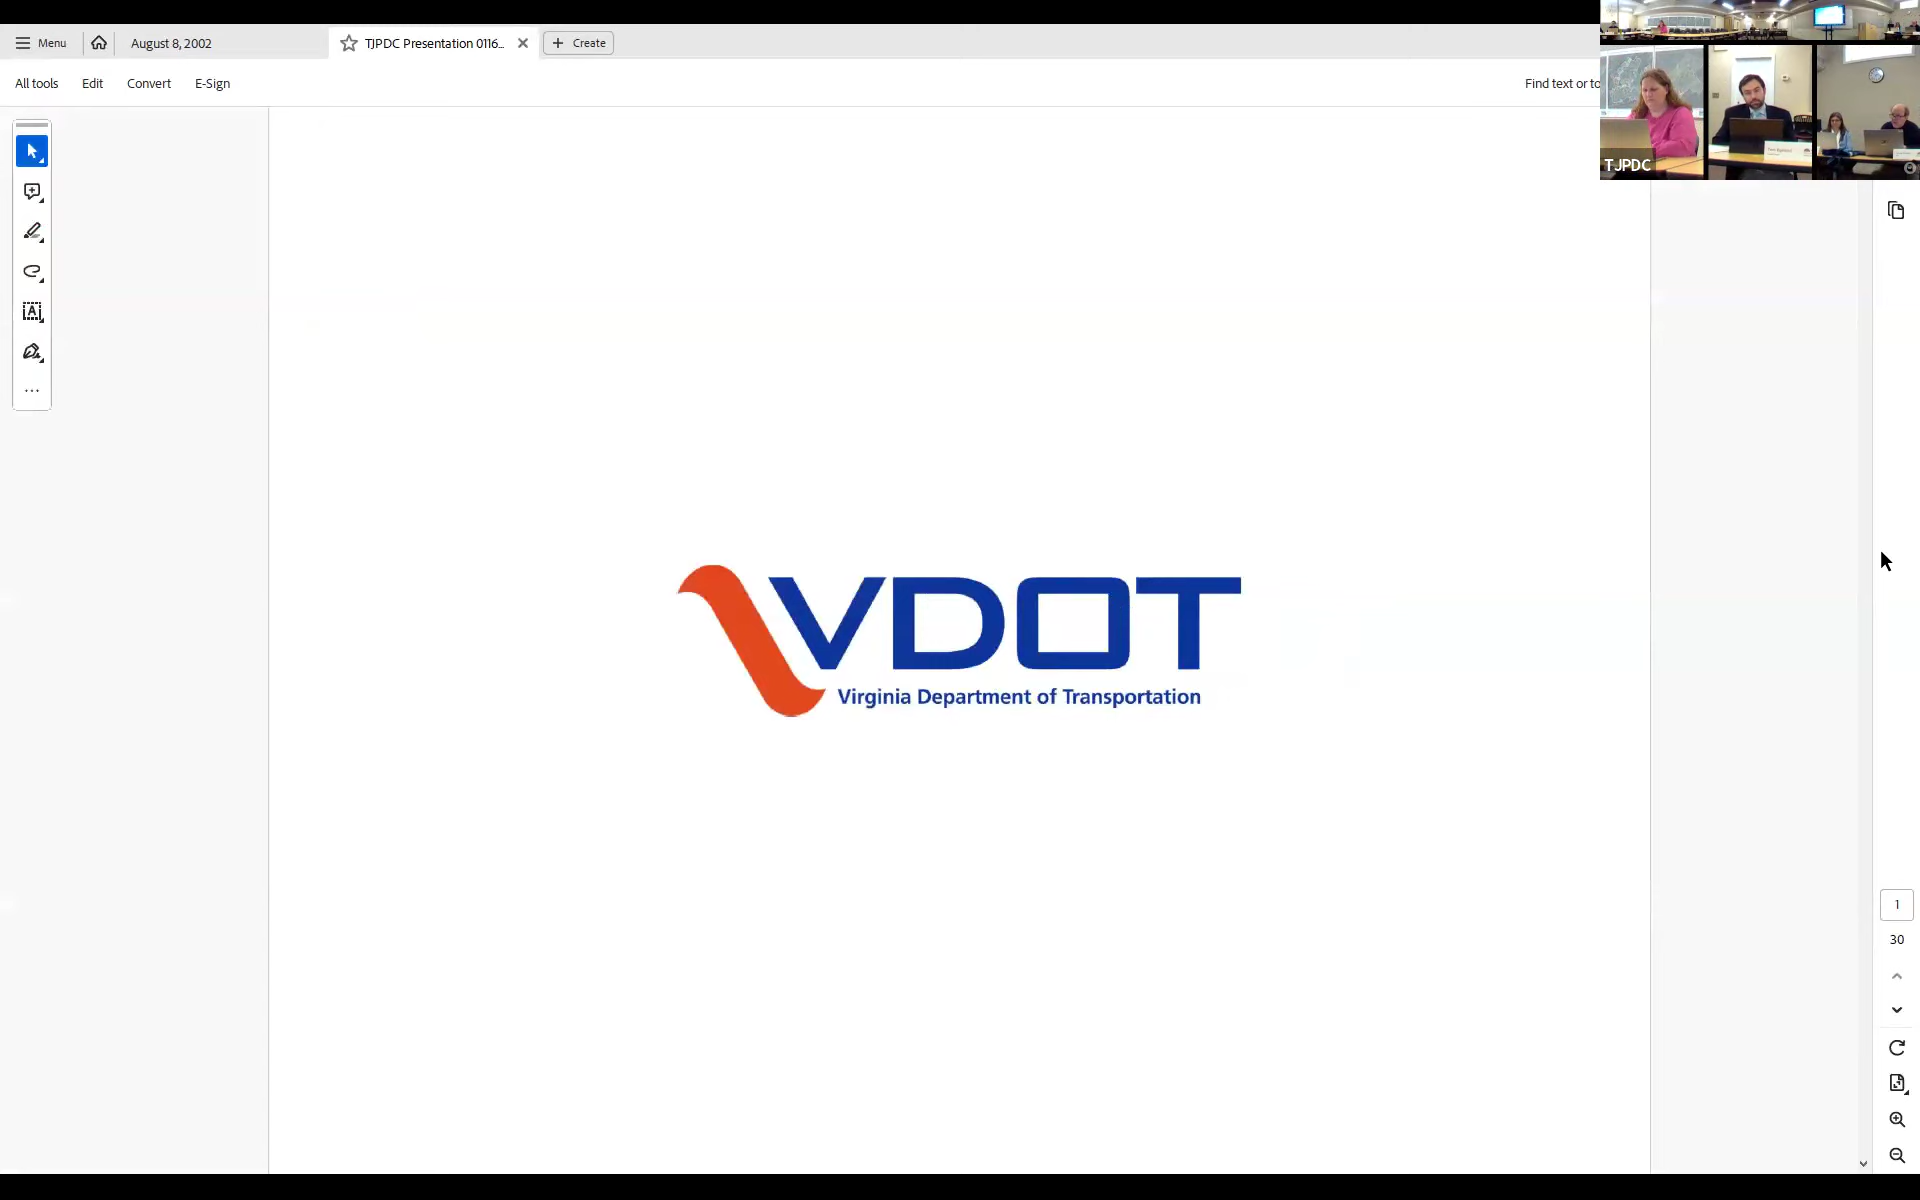 Menu
August 8, 2002
TJPDC Presentation 0116...
Create
All tools
Edit
Convert
E-Sign
Find text or to
TJPDC
VDOT
Virginia Department of Transportation
1
30